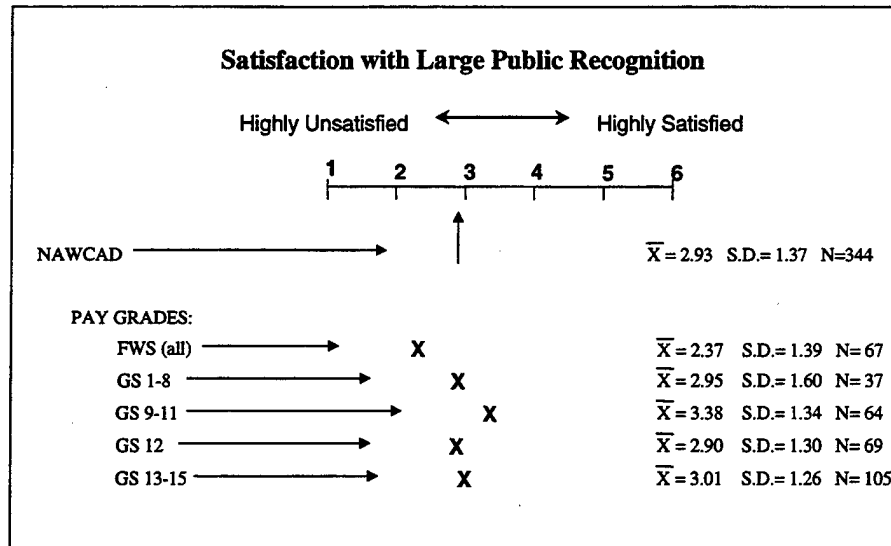 Satisfaction with Large Public Recognition
Highly Unsatisfied Highly Satisfied
1 2 3 4 5 6
NAWCAD X̅ = 2.93 S.D.= 1.37 N=344
PAY GRADES:
FWS (all) X X̅ = 2.37 S.D.= 1.39 N= 67
GS 1-8 X X̅ = 2.95 S.D.= 1.60 N= 37
GS 9-11 X X̅ = 3.38 S.D.= 1.34 N= 64
GS 12 X X̅ = 2.90 S.D.= 1.30 N= 69
GS 13-15 X X̅ = 3.01 S.D.= 1.26 N= 105